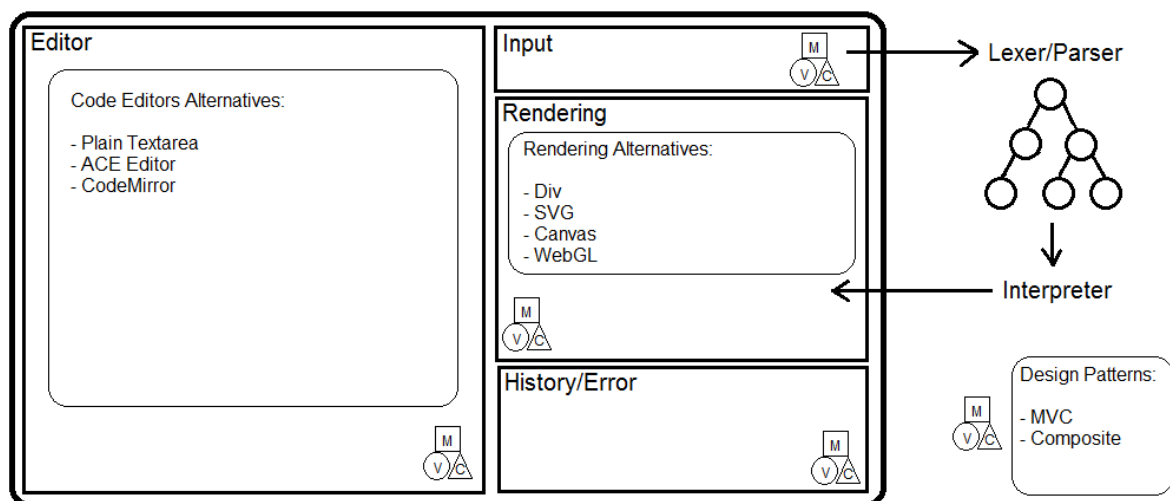 Editor
Code Editors Alternatives:
- Plain Textarea
- ACE Editor
- CodeMirror
M
V C
Input
M
V C
Rendering
Rendering Alternatives:
- Div
- SVG
- Canvas
- WebGL
M
V C
History/Error
M
V C
Lexer/Parser
Interpreter
M
V C
Design Patterns:
- MVC
- Composite